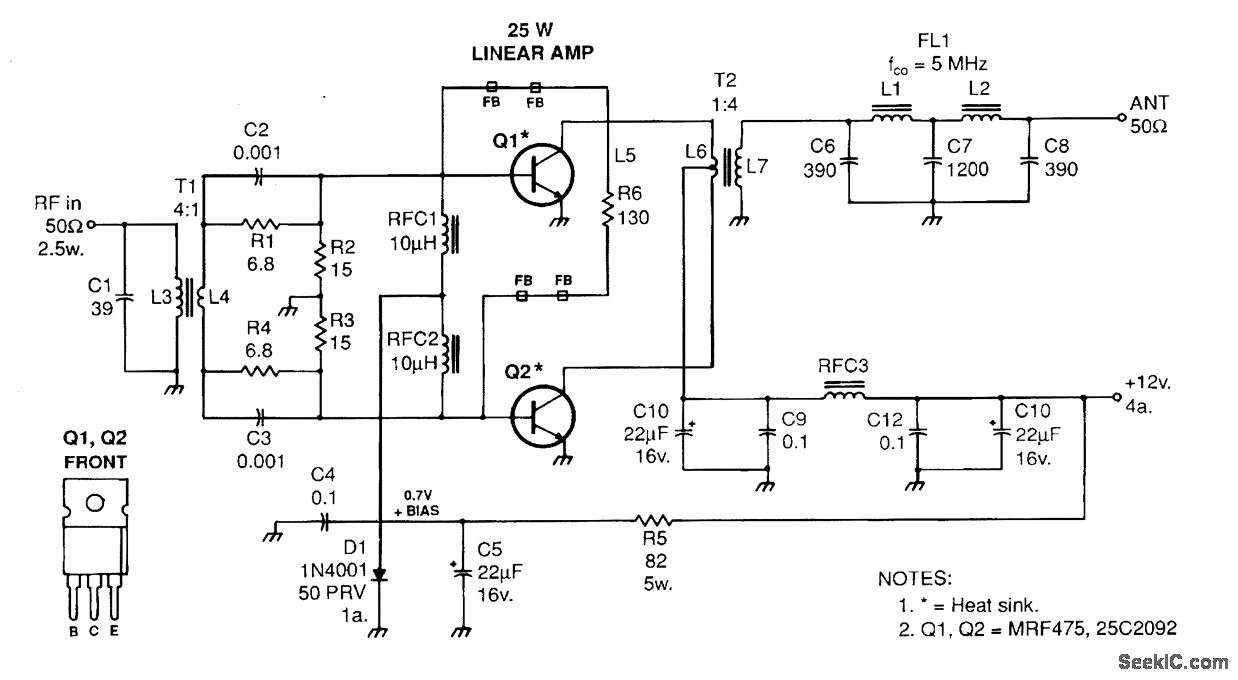 25 W
LINEAR AMP
FL1
fco = 5 MHz
L1
L2
T2
1:4
ANT
50Ω
FB
FB
C2
0.001
Q1*
L5
L6
L7
C6
390
C7
1200
C8
390
T1
4:1
RF in
50Ω
2.5w.
R1
6.8
R2
15
RFC1
10µH
R6
130
C1
39
L3
L4
FB
FB
R4
6.8
R3
15
RFC2
10µH
Q2*
RFC3
+12v.
4a.
C3
0.001
C10
22µF
16v.
+
C9
0.1
C12
0.1
+
C10
22µF
16v.
Q1, Q2
FRONT
C4
0.1
0.7V
+ BIAS
R5
82
5w.
D1
1N4001
50 PRV
1a.
+
C5
22µF
16v.
B C E
NOTES:
1. * = Heat sink.
2. Q1, Q2 = MRF475, 25C2092
SeekIC.com